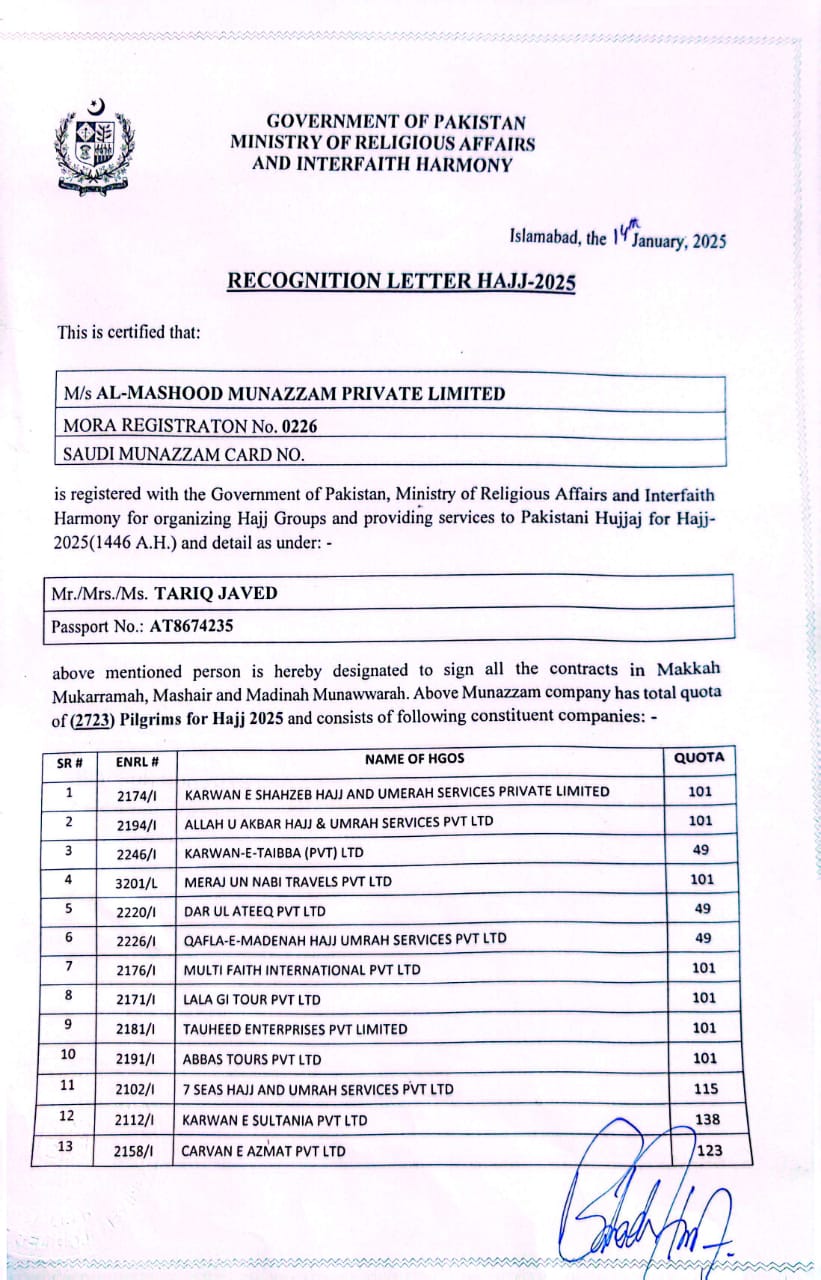 GOVERNMENT OF PAKISTAN
MINISTRY OF RELIGIOUS AFFAIRS
AND INTERFAITH HARMONY
Islamabad, the 14th January, 2025
RECOGNITION LETTER HAJJ-2025
This is certified that:
M/s AL-MASHOOD MUNAZZAM PRIVATE LIMITED
MORA REGISTRATON No. 0226
SAUDI MUNAZZAM CARD NO.
is registered with the Government of Pakistan, Ministry of Religious Affairs and Interfaith
Harmony for organizing Hajj Groups and providing services to Pakistani Hujjaj for Hajj-
2025(1446 A.H.) and detail as under: -
Mr./Mrs./Ms. TARIQ JAVED
Passport No.: AT8674235
above mentioned person is hereby designated to sign all the contracts in Makkah
Mukarramah, Mashair and Madinah Munawwarah. Above Munazzam company has total quota
of (2723) Pilgrims for Hajj 2025 and consists of following constituent companies: -
SR # ENRL # NAME OF HGOS QUOTA
1 2174/I KARWAN E SHAHZEB HAJJ AND UMERAH SERVICES PRIVATE LIMITED 101
2 2194/I ALLAH U AKBAR HAJJ & UMRAH SERVICES PVT LTD 101
3 2246/I KARWAN-E-TAIBBA (PVT) LTD 49
4 3201/L MERAJ UN NABI TRAVELS PVT LTD 101
5 2220/I DAR UL ATEEQ PVT LTD 49
6 2226/I QAFLA-E-MADENAH HAJJ UMRAH SERVICES PVT LTD 49
7 2176/I MULTI FAITH INTERNATIONAL PVT LTD 101
8 2171/I LALA GI TOUR PVT LTD 101
9 2181/I TAUHEED ENTERPRISES PVT LIMITED 101
10 2191/I ABBAS TOURS PVT LTD 101
11 2102/I 7 SEAS HAJJ AND UMRAH SERVICES PVT LTD 115
12 2112/I KARWAN E SULTANIA PVT LTD 138
13 2158/I CARVAN E AZMAT PVT LTD 123